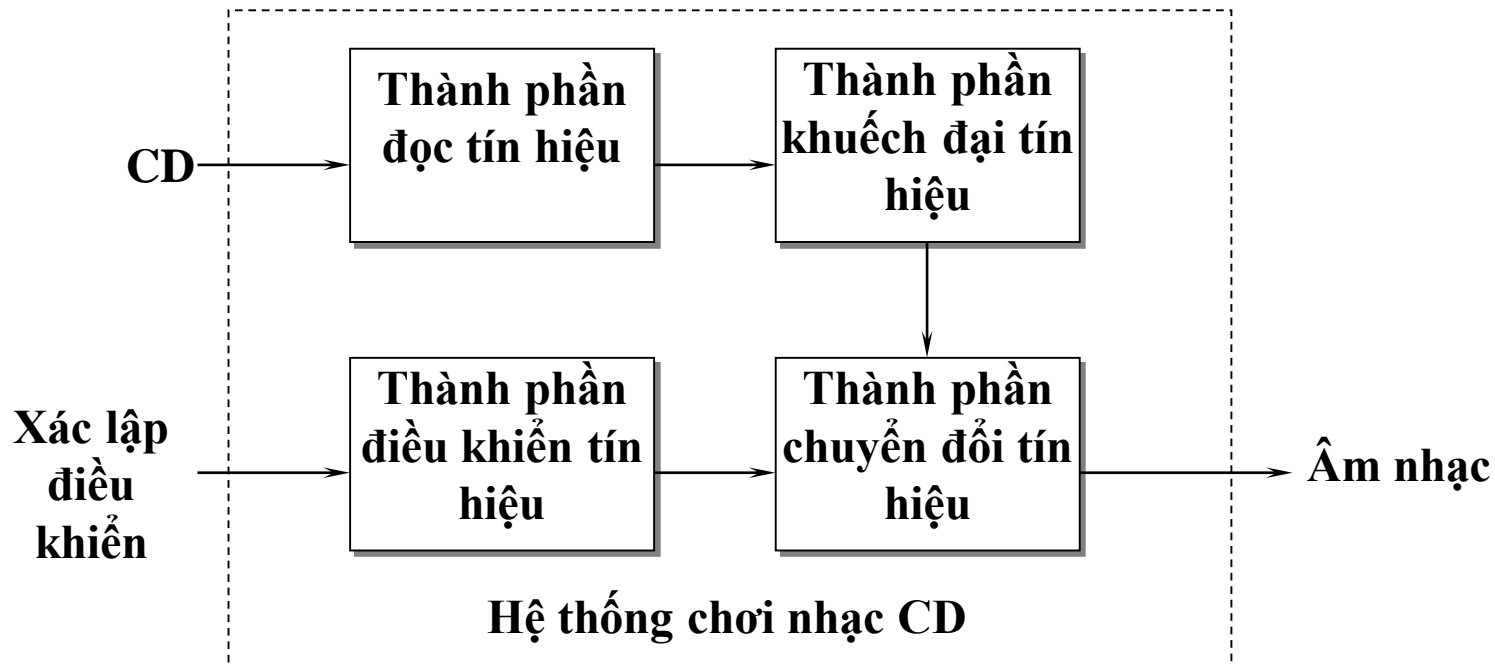 Thành phần
đọc tín hiệu
Thành phần
khuếch đại tín
hiệu
CD
Thành phần
điều khiển tín
hiệu
Thành phần
chuyển đổi tín
hiệu
Xác lập
điều
khiển
Âm nhạc
Hệ thống chơi nhạc CD